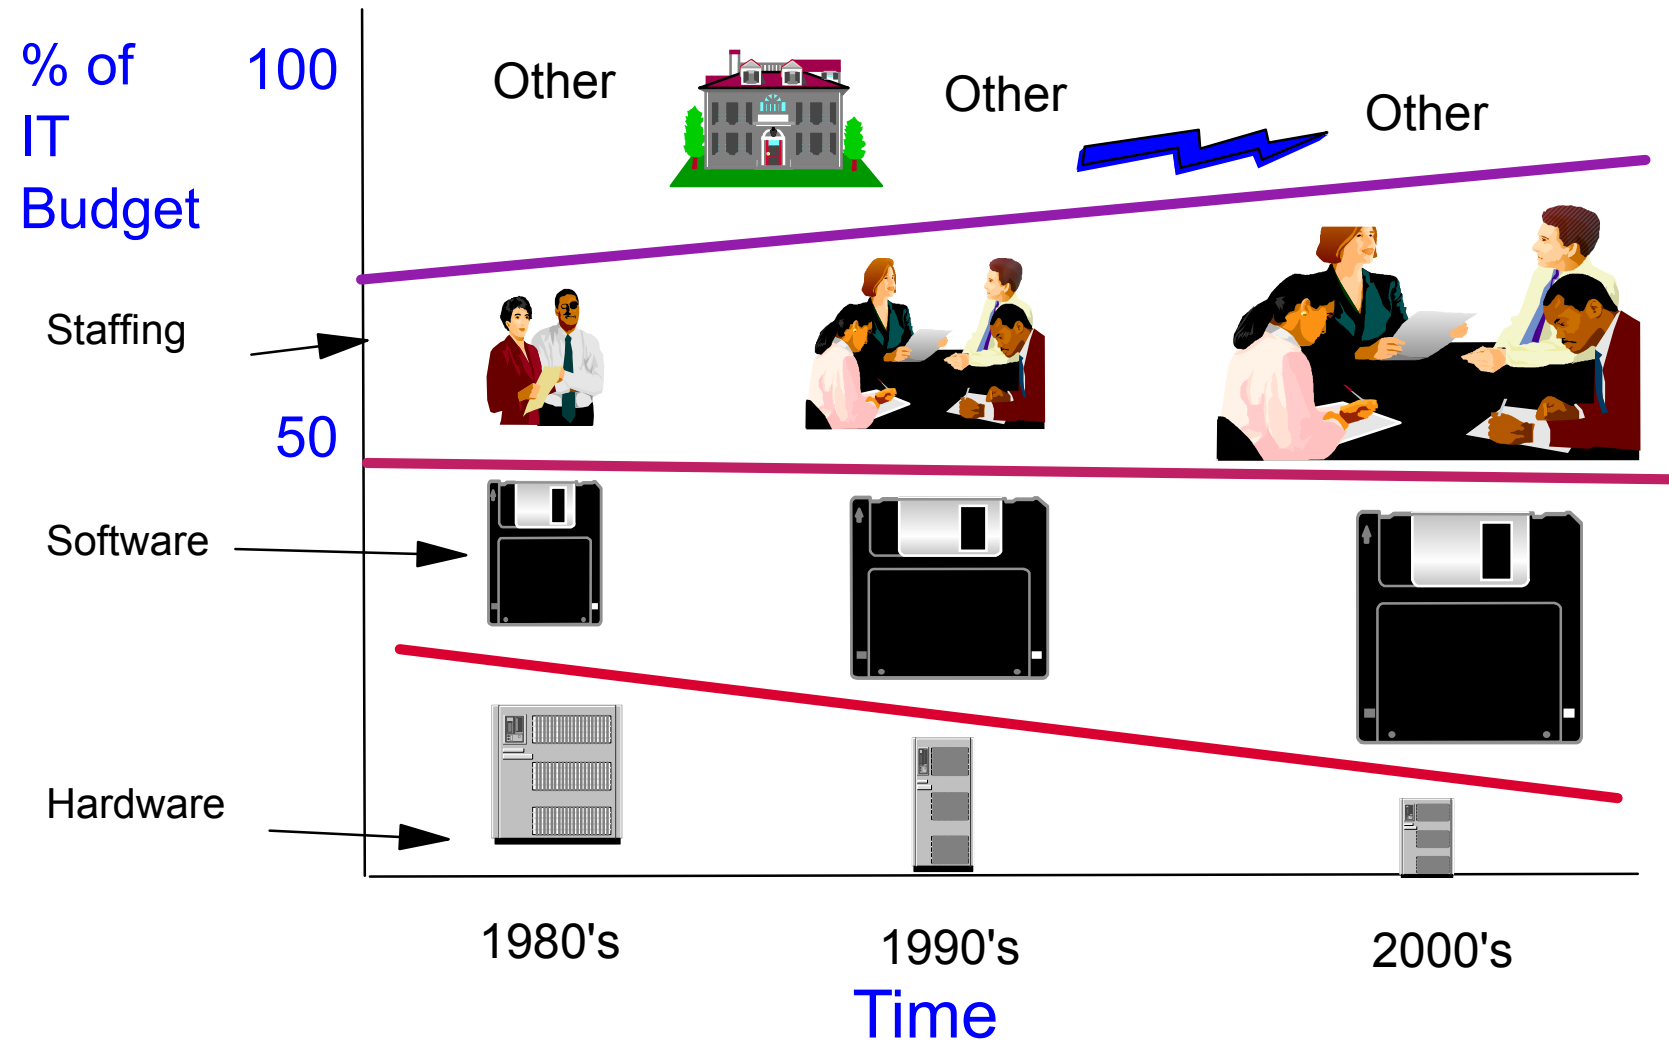 % of
IT
Budget
100
Other
Other
Other
Staffing
50
Software
Hardware
1980's
1990's
2000's
Time